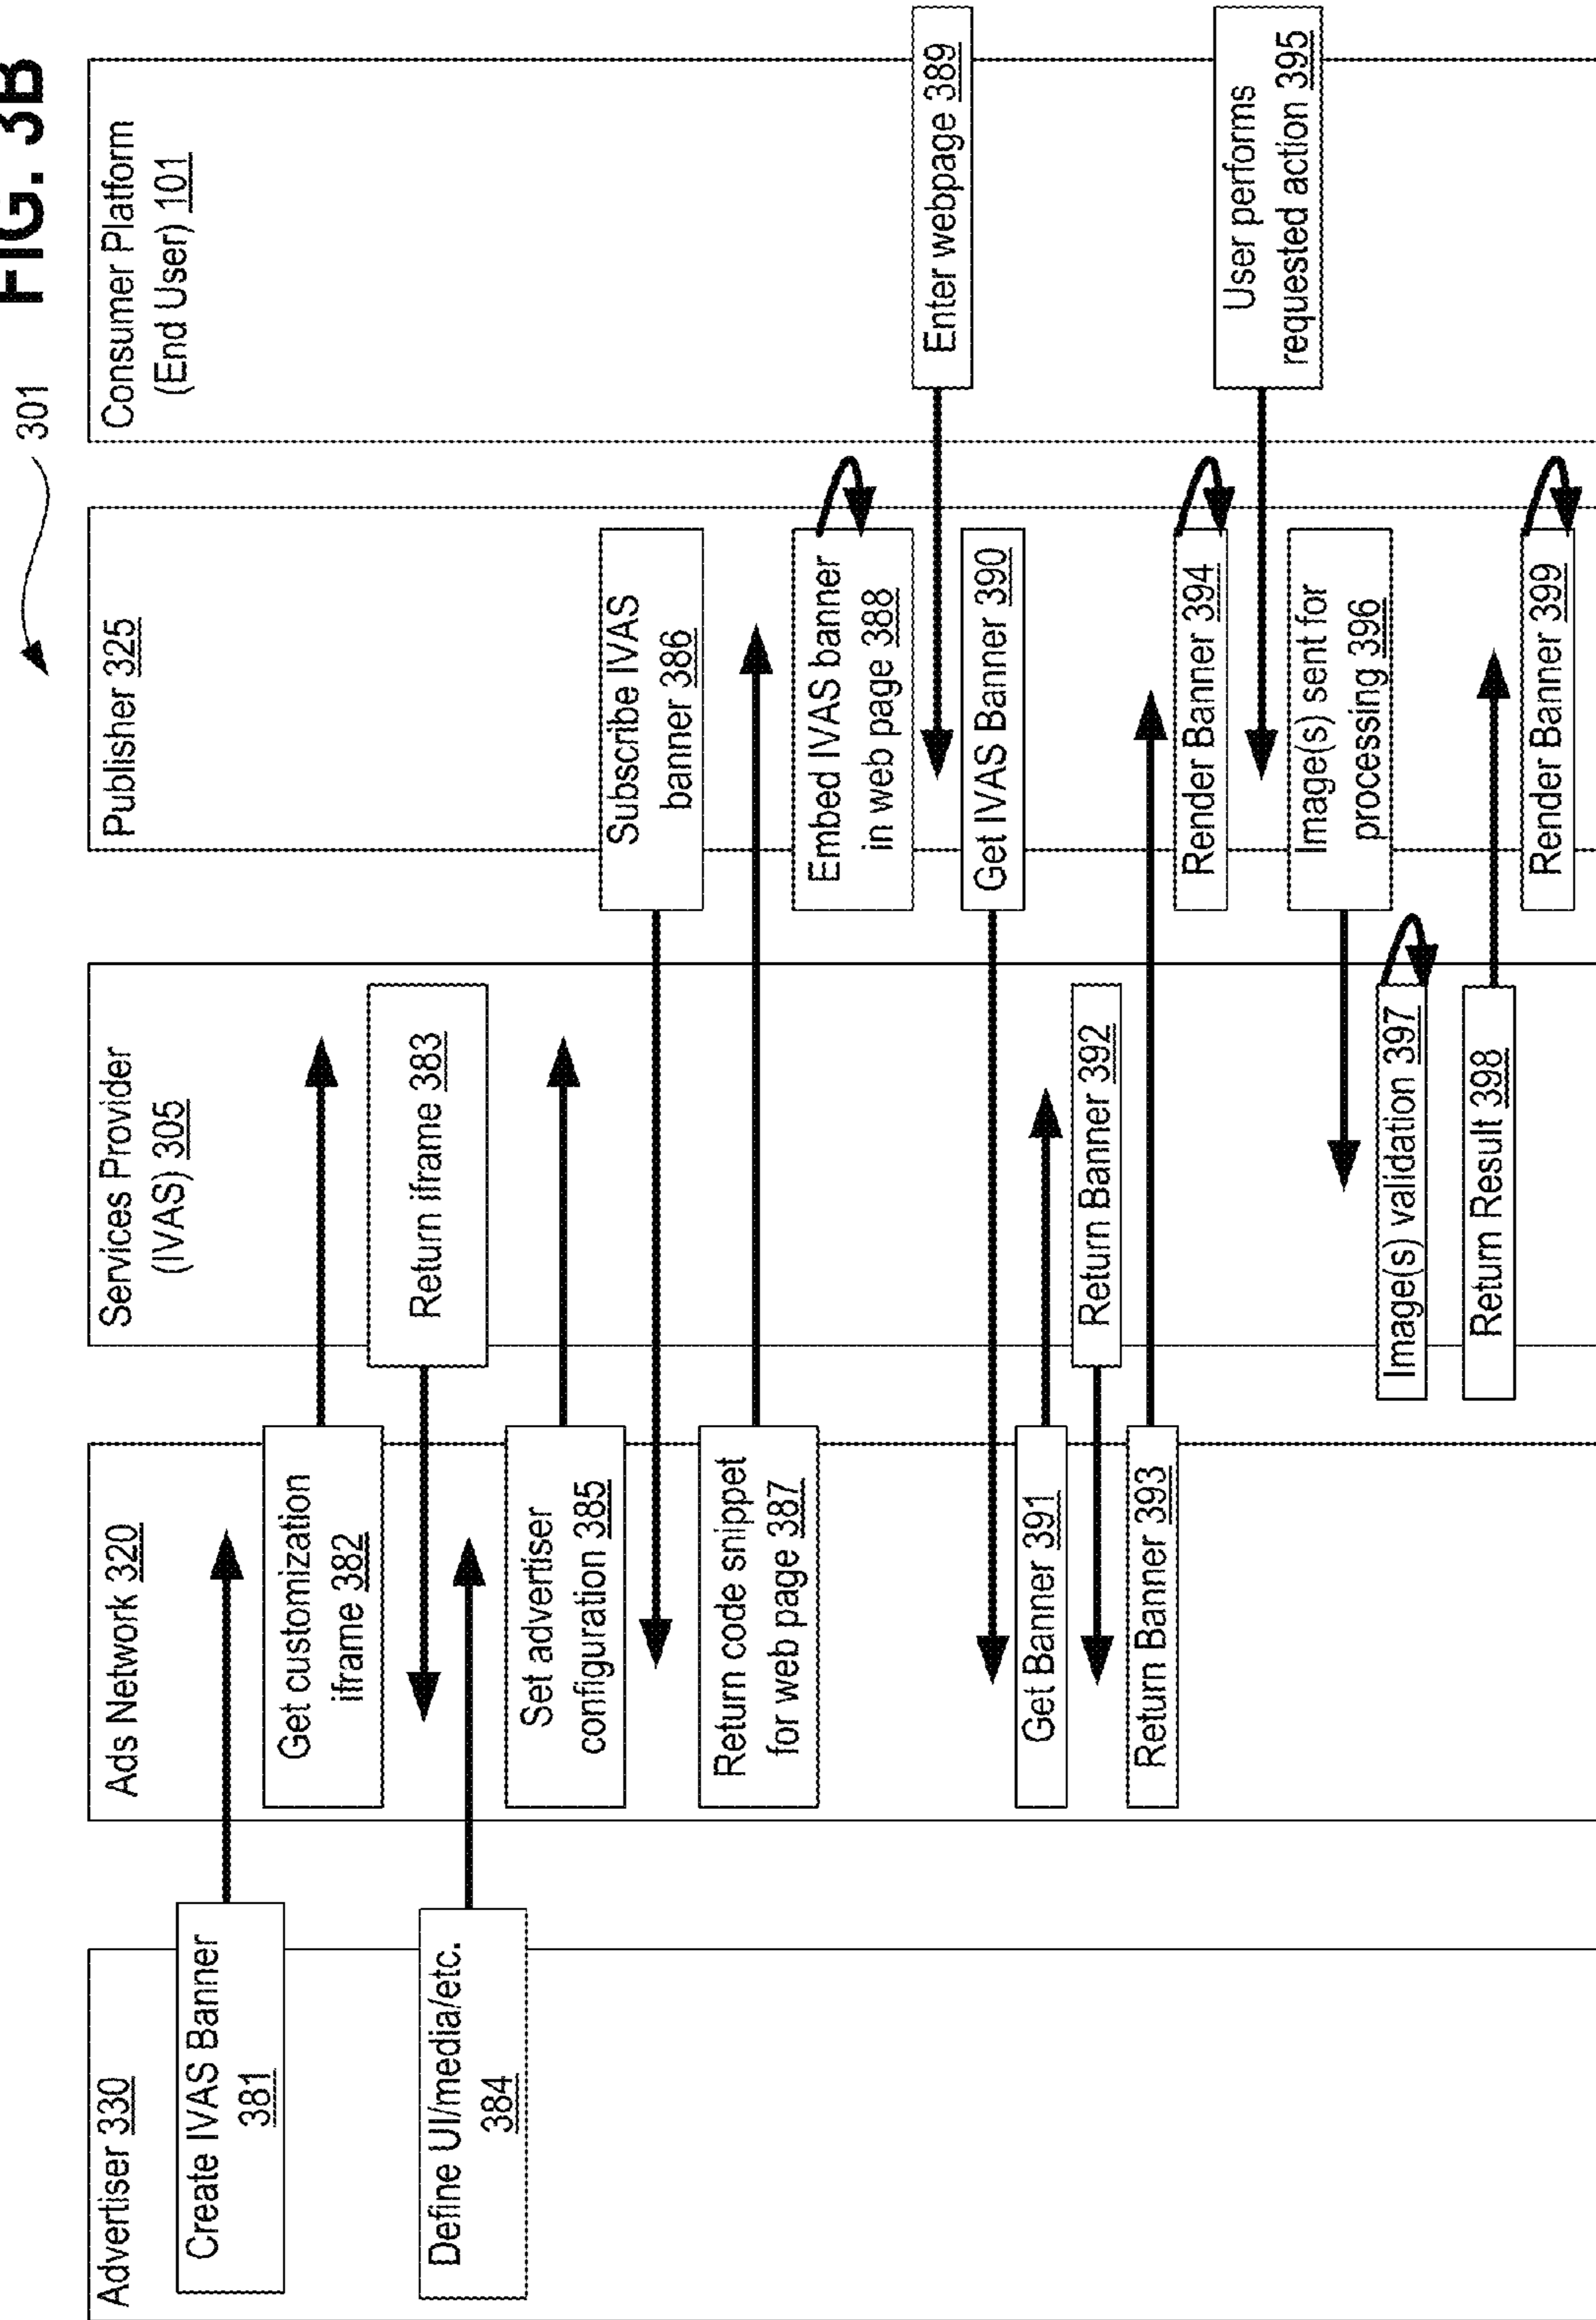 FIG. 3B
301
Advertiser 330
Ads Network 320
Services Provider
(IVAS) 305
Publisher 325
Consumer Platform
(End User) 101
Create IVAS Banner
381
Get customization
iframe 382
Return iframe 383
Define UI/media/etc.
384
Set advertiser
configuration 385
Subscribe IVAS
banner 386
Return code snippet
for web page 387
Embed IVAS banner
in web page 388
Enter webpage 389
Get IVAS Banner 390
Get Banner 391
Return Banner 392
Return Banner 393
Render Banner 394
User performs
requested action 395
Image(s) sent for
processing 396
Image(s) validation 397
Return Result 398
Render Banner 399